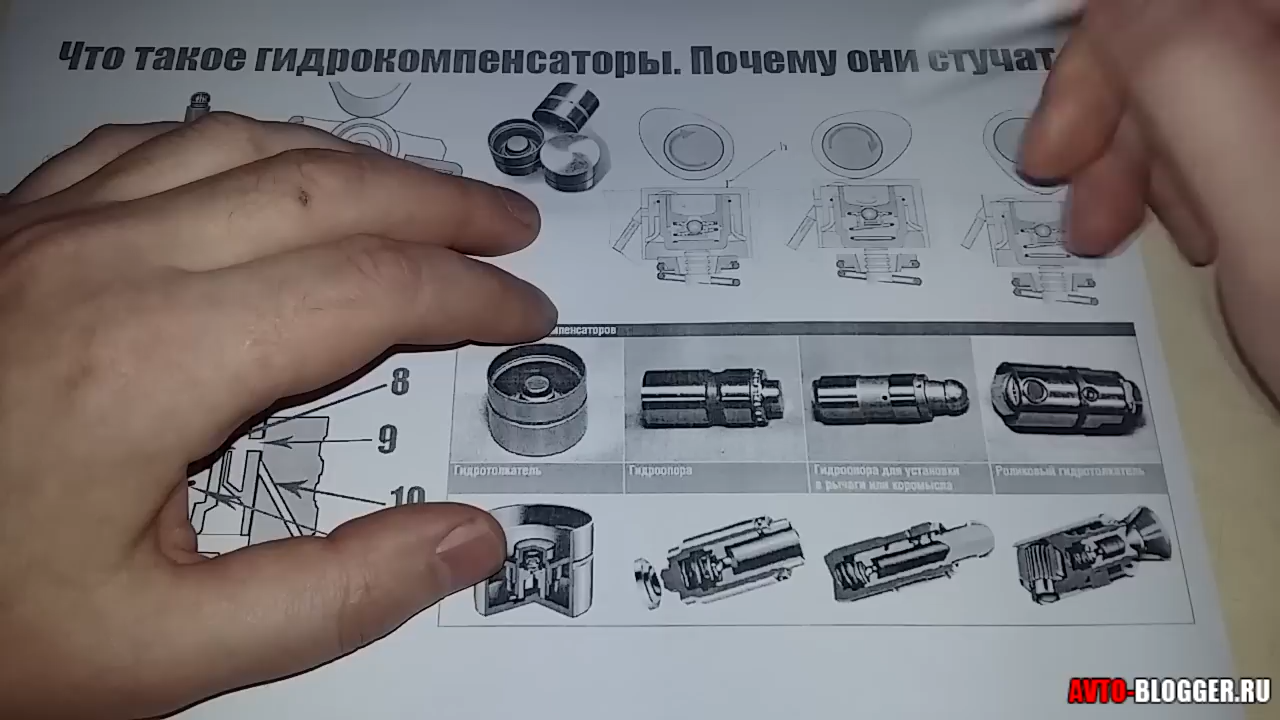 Что такое гидрокомпенсаторы. Почему они стучат
h
пенсаторов
8
9
10
Гидротолкатель
Гидроопора
Гидроопора для установки
в рычаги или коромысла
Роликовый гидротолкатель
AVTO-BLOGGER.RU